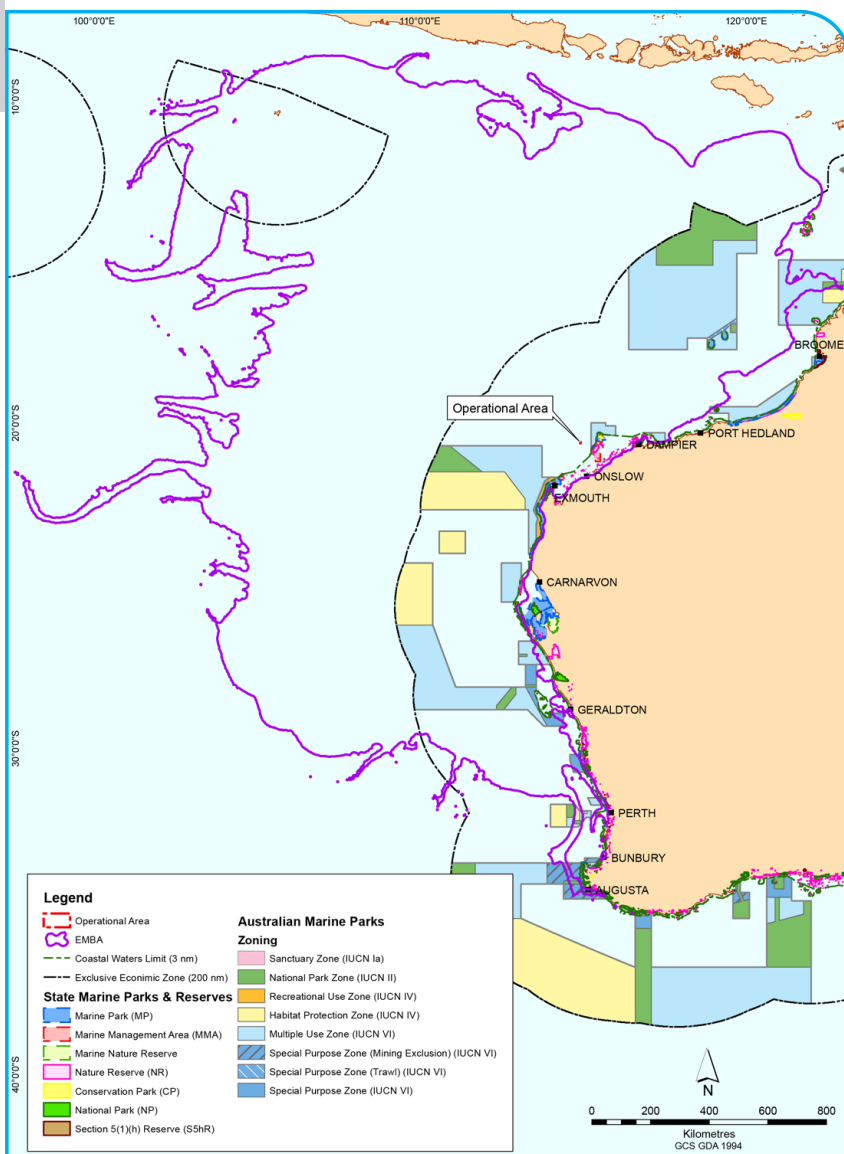 100°0'0"E
110°0'0"E
120°0'0"E
10°0'0"S
20°0'0"S
30°0'0"S
40°0'0"S
BROOME
Operational Area
PORT HEDLAND
DAMPIER
ONSLOW
EXMOUTH
CARNARVON
GERALDTON
PERTH
BUNBURY
AUGUSTA
Legend
Operational Area
EMBA
Coastal Waters Limit (3 nm)
Exclusive Econimic Zone (200 nm)
State Marine Parks & Reserves
Marine Park (MP)
Marine Management Area (MMA)
Marine Nature Reserve
Nature Reserve (NR)
Conservation Park (CP)
National Park (NP)
Section 5(1)(h) Reserve (S5hR)
Australian Marine Parks
Zoning
Sanctuary Zone (IUCN Ia)
National Park Zone (IUCN II)
Recreational Use Zone (IUCN IV)
Habitat Protection Zone (IUCN IV)
Multiple Use Zone (IUCN VI)
Special Purpose Zone (Mining Exclusion) (IUCN VI)
Special Purpose Zone (Trawl) (IUCN VI)
Special Purpose Zone (IUCN VI)
N
0 200 400 600 800
Kilometres
GCS GDA 1994